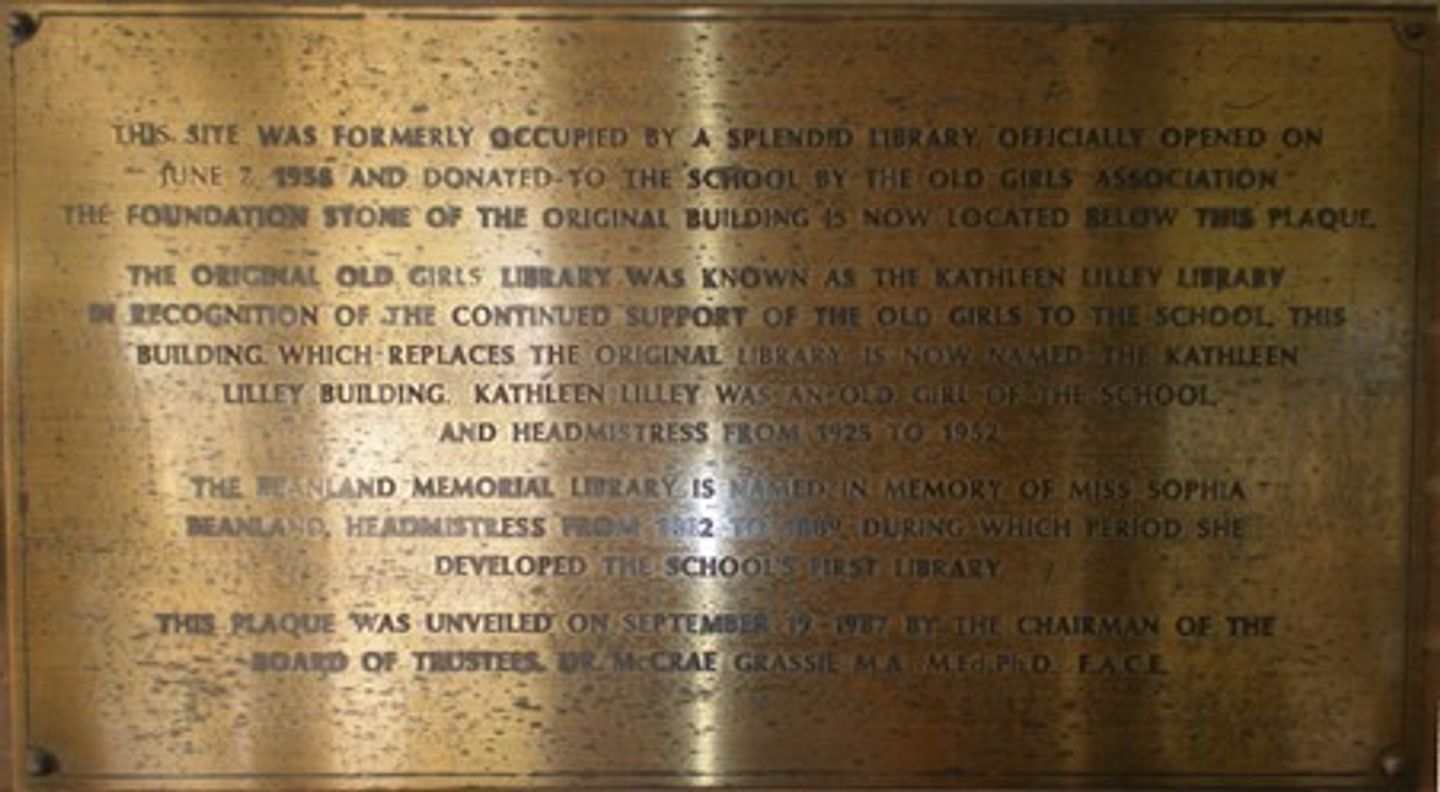 THIS SITE WAS FORMERLY OCCUPIED BY A SPLENDID LIBRARY, OFFICIALLY OPENED ON
JUNE 7, 1958 AND DONATED TO THE SCHOOL BY THE OLD GIRLS ASSOCIATION
THE FOUNDATION STONE OF THE ORIGINAL BUILDING IS NOW LOCATED BELOW THIS PLAQUE.
THE ORIGINAL OLD GIRLS LIBRARY WAS KNOWN AS THE KATHLEEN LILLEY LIBRARY
IN RECOGNITION OF THE CONTINUED SUPPORT OF THE OLD GIRLS TO THE SCHOOL, THIS
BUILDING, WHICH REPLACES THE ORIGINAL LIBRARY, IS NOW NAMED THE KATHLEEN
LILLEY BUILDING. KATHLEEN LILLEY WAS AN OLD GIRL OF THE SCHOOL
AND HEADMISTRESS FROM 1925 TO 1952
THE BEANLAND MEMORIAL LIBRARY IS NAMED IN MEMORY OF MISS SOPHIA
BEANLAND, HEADMISTRESS FROM 1882 TO 1889, DURING WHICH PERIOD SHE
DEVELOPED THE SCHOOL'S FIRST LIBRARY
THIS PLAQUE WAS UNVEILED ON SEPTEMBER 19 1987 BY THE CHAIRMAN OF THE
BOARD OF TRUSTEES, DR. McCRAE GRASSIE M.A. M.Ed. Ph.D. F.A.C.E.